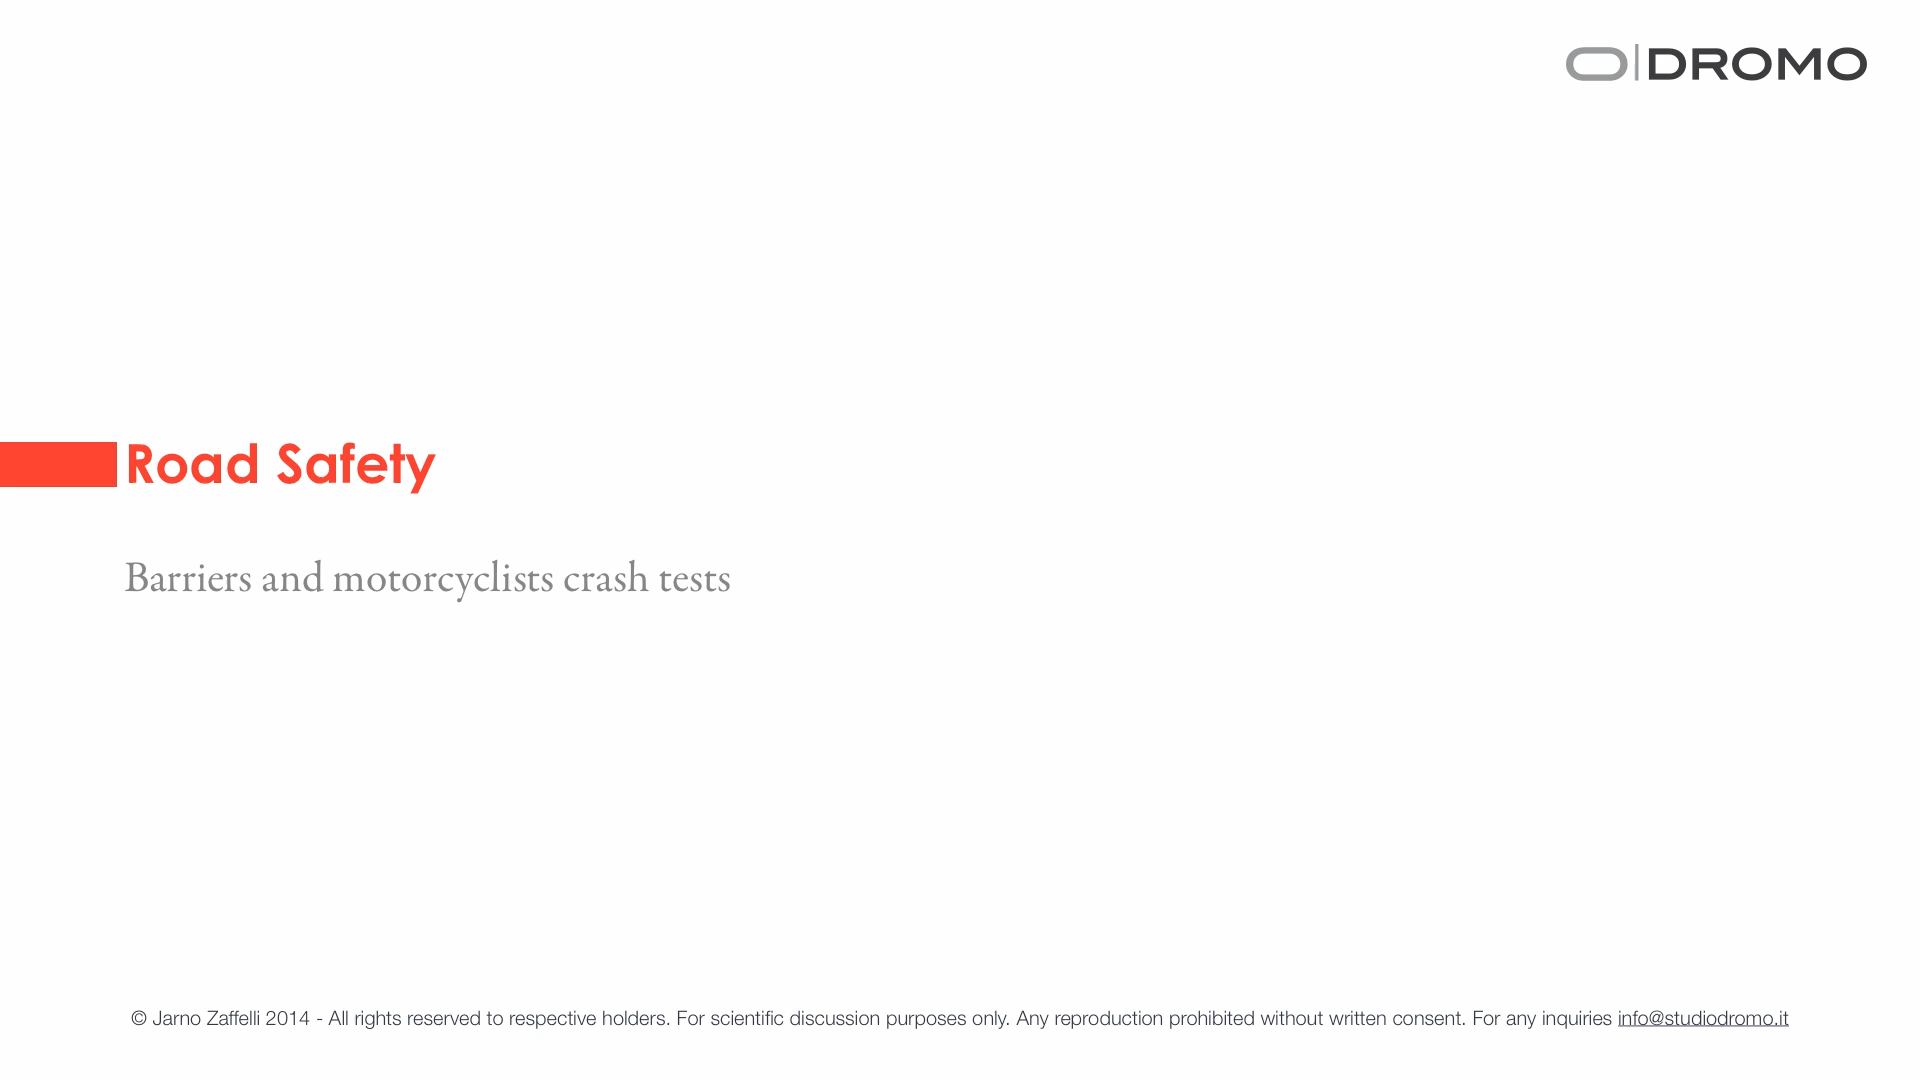 DROMO
Road Safety
Barriers and motorcyclists crash tests
© Jarno Zaffelli 2014 - All rights reserved to respective holders. For scientific discussion purposes only. Any reproduction prohibited without written consent. For any inquiries info@studiodromo.it